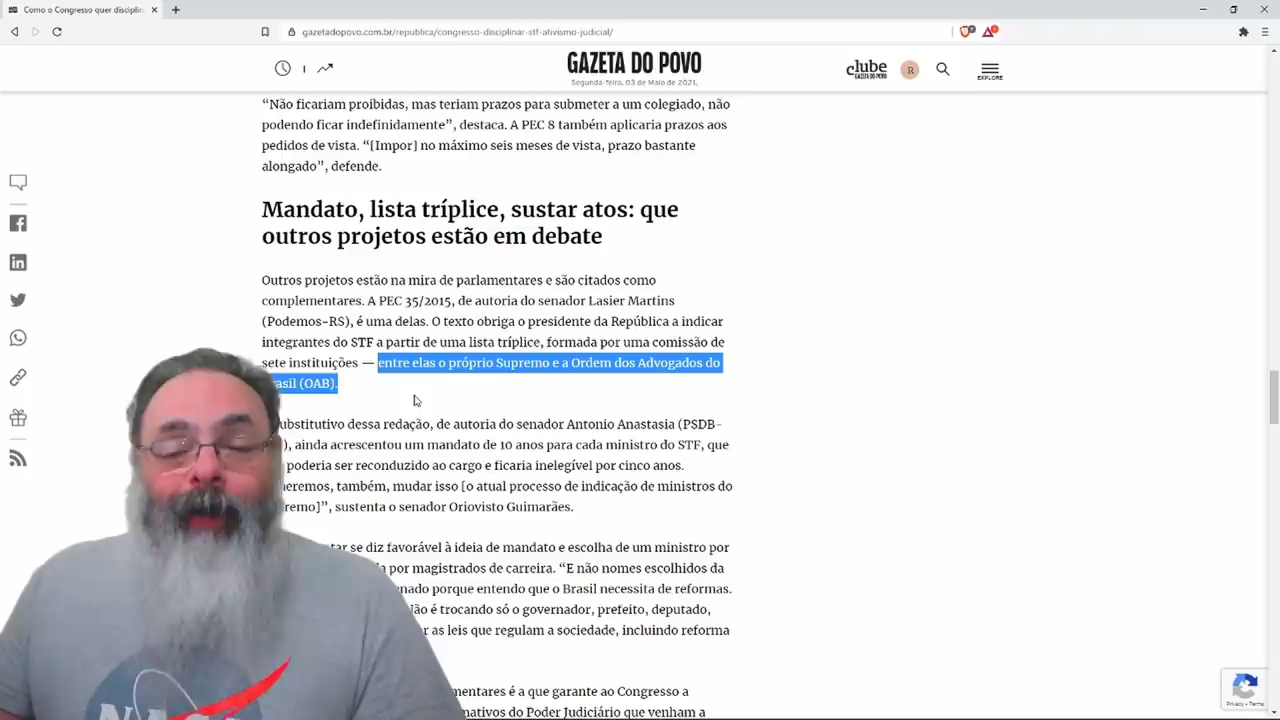 Como o Congresso quer disciplin
gazetadopovo.com.br/republica/congresso-disciplinar-stf-ativismo-judicial/
GAZETA DO POVO
Segunda-feira, 03 de Maio de 2021.
clube
GAZETA DO POVO
R
EXPLORE
“Não ficariam proibidas, mas teriam prazos para submeter a um colegiado, não
podendo ficar indefinidamente”, destaca. A PEC 8 também aplicaria prazos aos
pedidos de vista. “[Impor] no máximo seis meses de vista, prazo bastante
alongado”, defende.
Mandato, lista tríplice, sustar atos: que
outros projetos estão em debate
Outros projetos estão na mira de parlamentares e são citados como
complementares. A PEC 35/2015, de autoria do senador Lasier Martins
(Podemos-RS), é uma delas. O texto obriga o presidente da República a indicar
integrantes do STF a partir de uma lista tríplice, formada por uma comissão de
sete instituições — entre elas o próprio Supremo e a Ordem dos Advogados do
rasil (OAB).
ubstitutivo dessa redação, de autoria do senador Antonio Anastasia (PSDB-
), ainda acrescentou um mandato de 10 anos para cada ministro do STF, que
poderia ser reconduzido ao cargo e ficaria inelegível por cinco anos.
ueremos, também, mudar isso [o atual processo de indicação de ministros do
remo]”, sustenta o senador Oriovisto Guimarães.
tar se diz favorável à ideia de mandato e escolha de um ministro por
a por magistrados de carreira. “E não nomes escolhidos da
nado porque entendo que o Brasil necessita de reformas.
ão é trocando só o governador, prefeito, deputado,
r as leis que regulam a sociedade, incluindo reforma
mentares é a que garante ao Congresso a
mativos do Poder Judiciário que venham a
Privacy - Terms